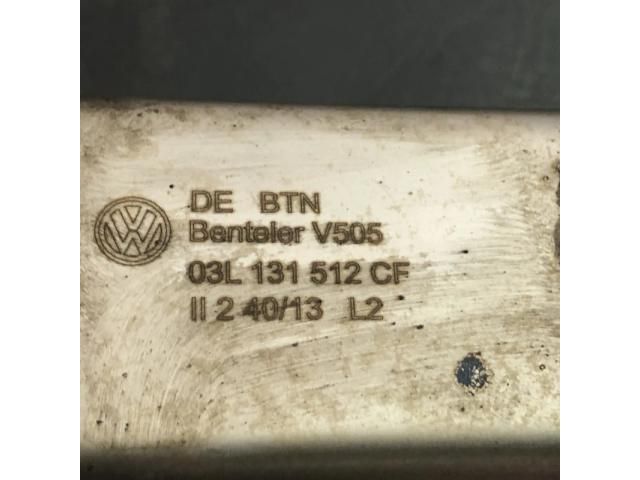 DE BTN
Benteler V505
03L 131 512 CF
II 2 40/13 L2